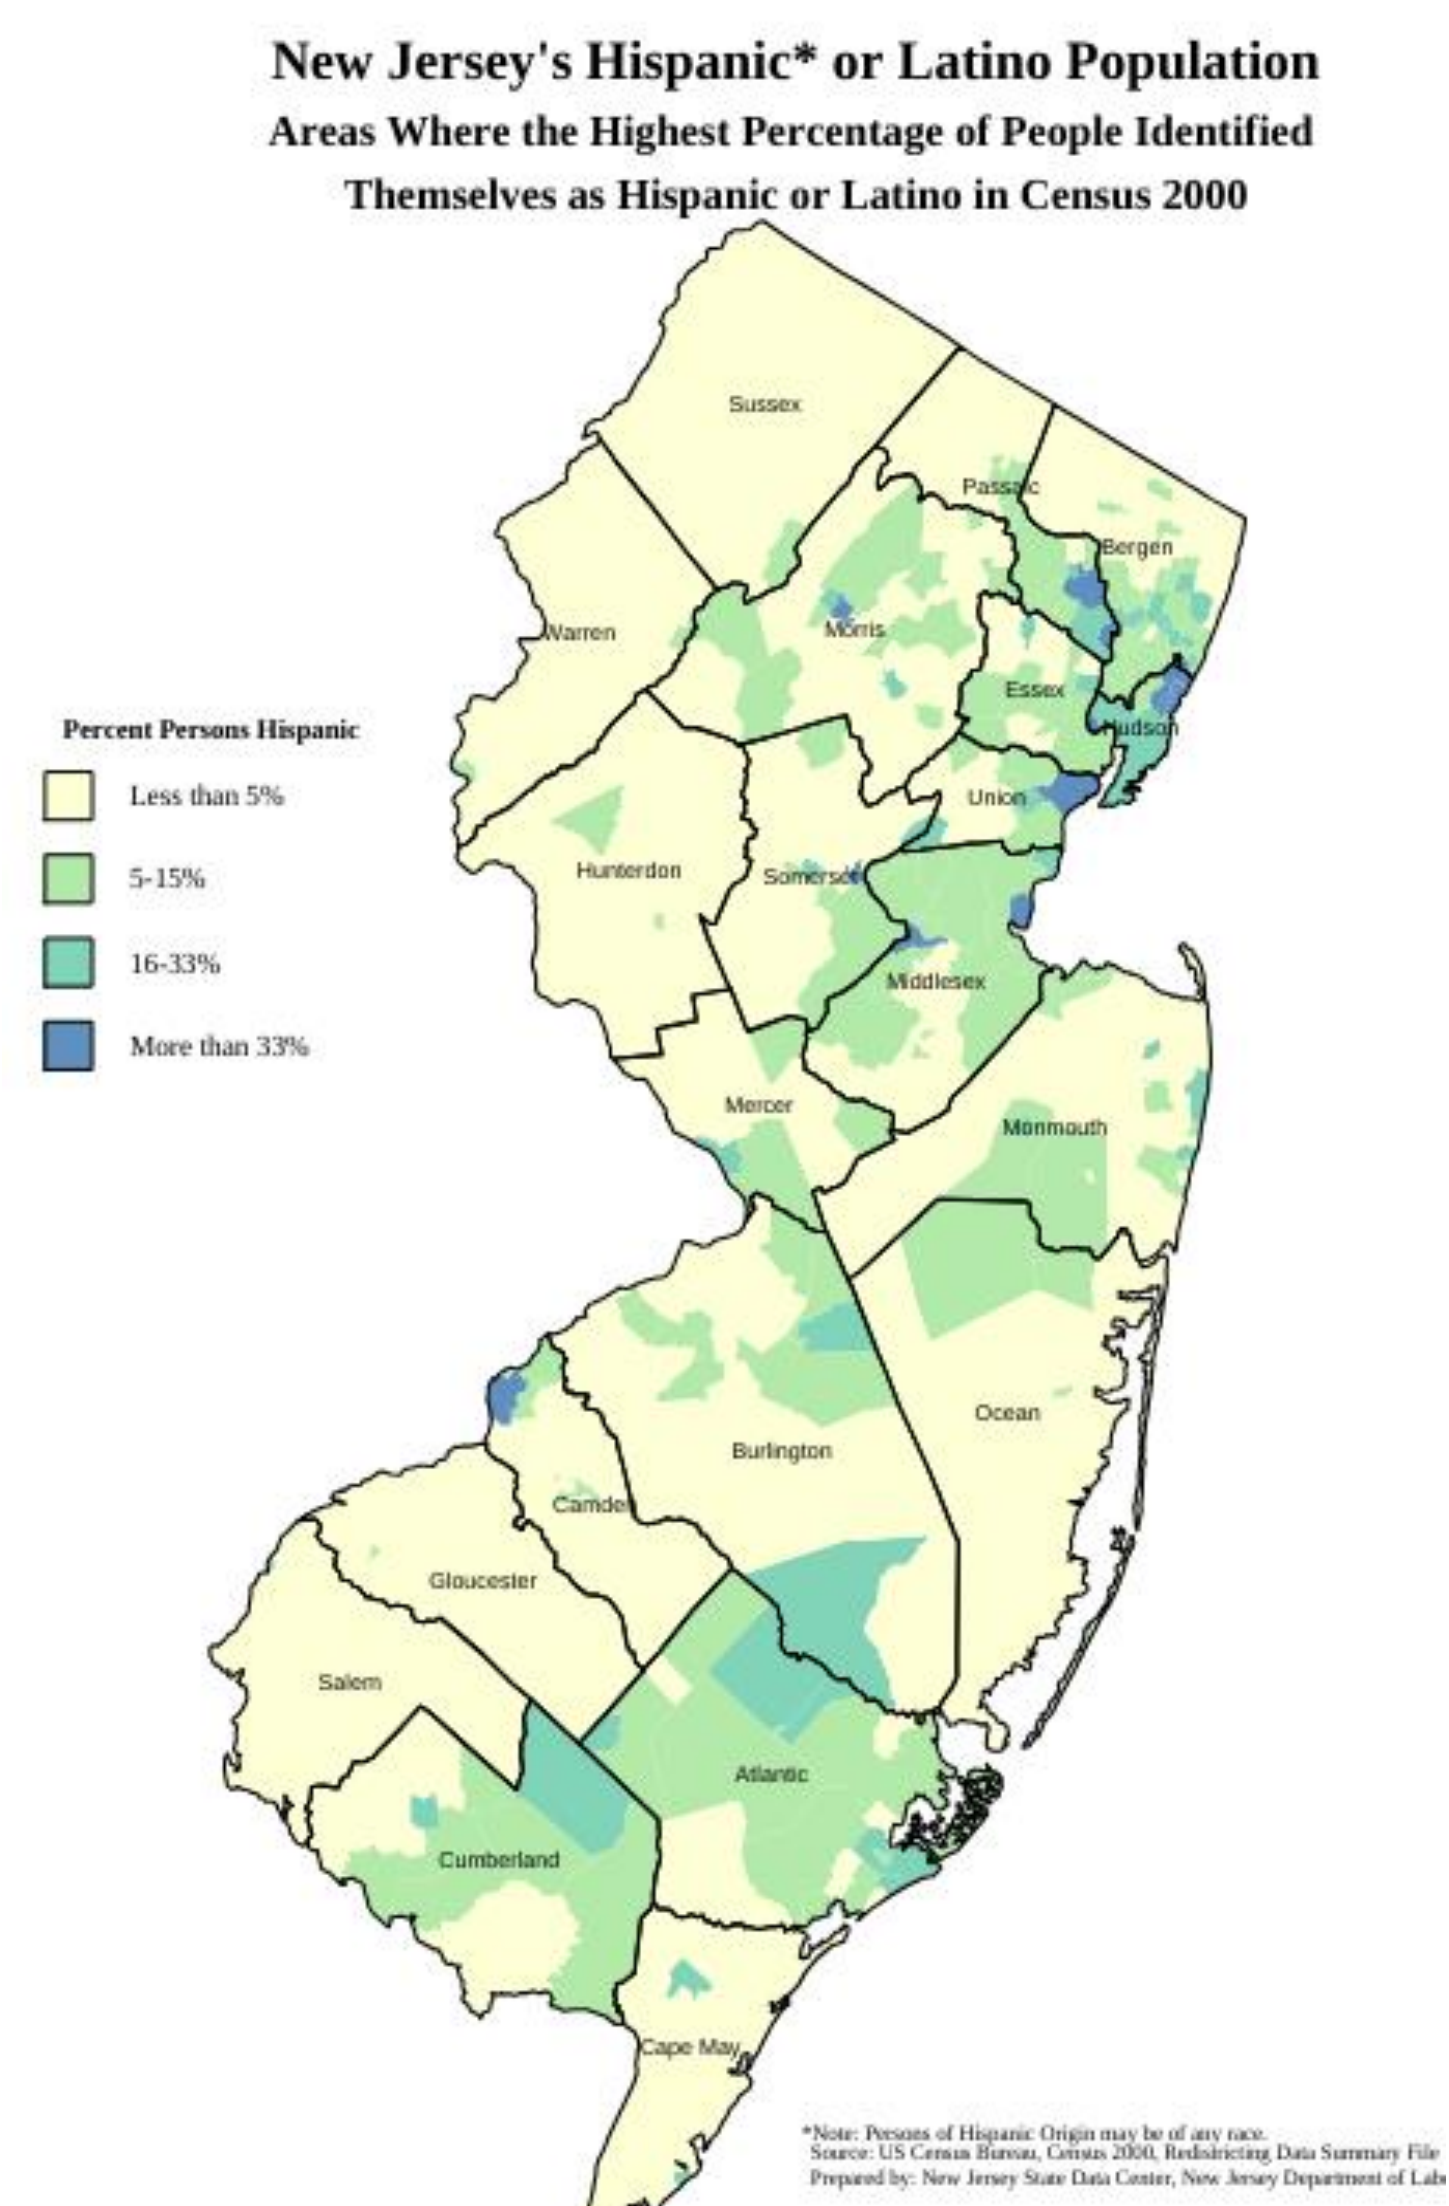 New Jersey's Hispanic* or Latino Population
Areas Where the Highest Percentage of People Identified
Themselves as Hispanic or Latino in Census 2000
Sussex
Passaic
Bergen
Warren
Morris
Essex
Hudson
Percent Persons Hispanic
Less than 5%
5-15%
16-33%
More than 33%
Union
Hunterdon
Somerset
Middlesex
Mercer
Monmouth
Ocean
Burlington
Camden
Gloucester
Salem
Atlantic
Cumberland
Cape May
*Note: Persons of Hispanic Origin may be of any race.
Source: US Census Bureau, Census 2000, Redistricting Data Summary File
Prepared by: New Jersey State Data Center, New Jersey Department of Labo